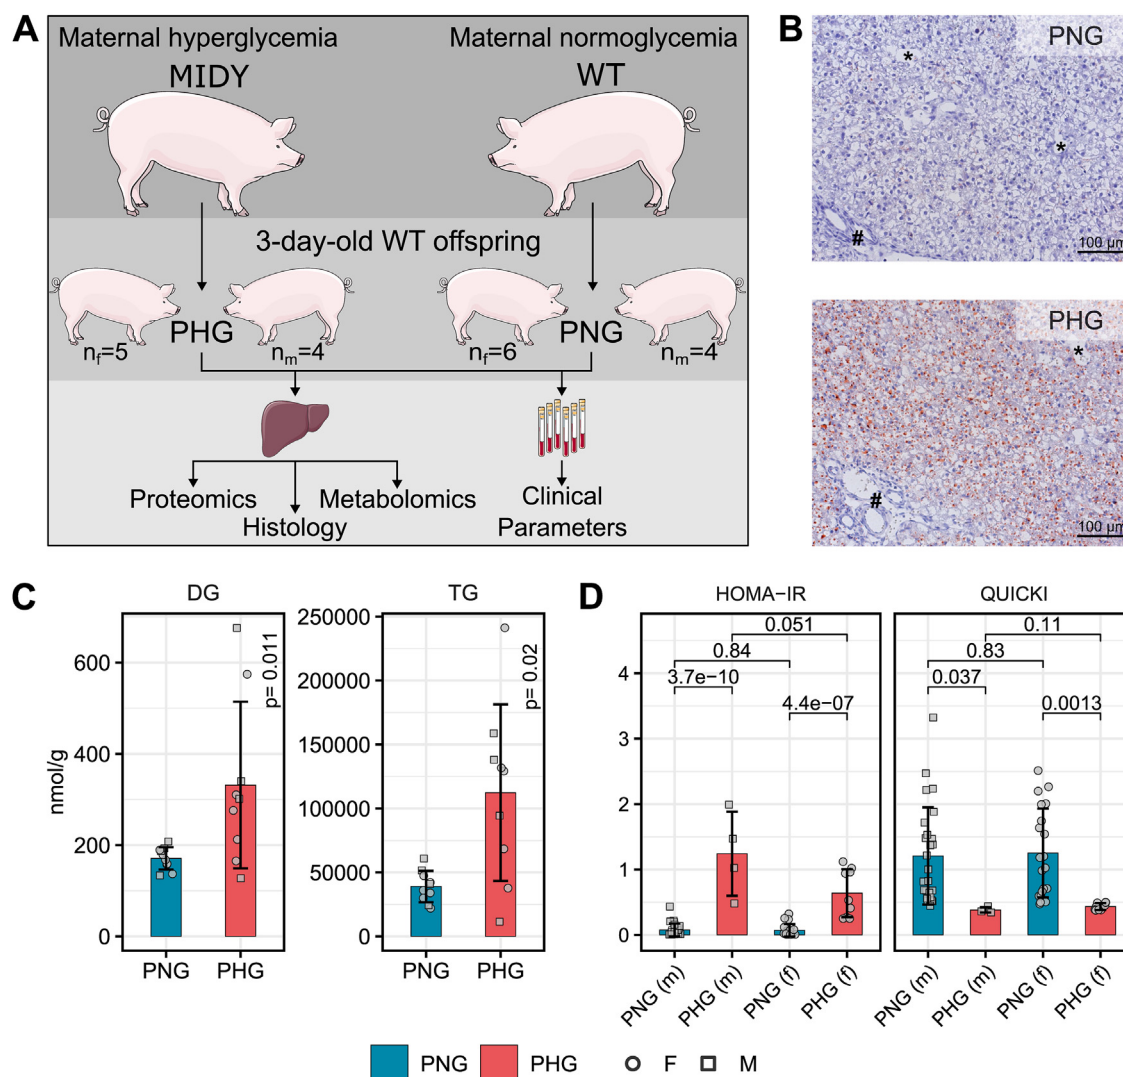 A
Maternal hyperglycemia
MIDY
Maternal normoglycemia
WT
3-day-old WT offspring
PHG
nf=5
nm=4
PNG
nf=6
nm=4
Proteomics
Metabolomics
Histology
Clinical
Parameters
B
PNG
*
*
#
100 µm
PHG
*
#
100 µm
C
DG
nmol/g
600
400
200
0
p= 0.011
PNG
PHG
TG
250000
200000
150000
100000
50000
0
p= 0.02
PNG
PHG
D
HOMA−IR
4
3
2
1
0
0.051
0.84
3.7e−10
4.4e−07
PNG (m)
PHG (m)
PNG (f)
PHG (f)
QUICKI
0.11
0.83
0.037
0.0013
PNG (m)
PHG (m)
PNG (f)
PHG (f)
PNG
PHG
F
M